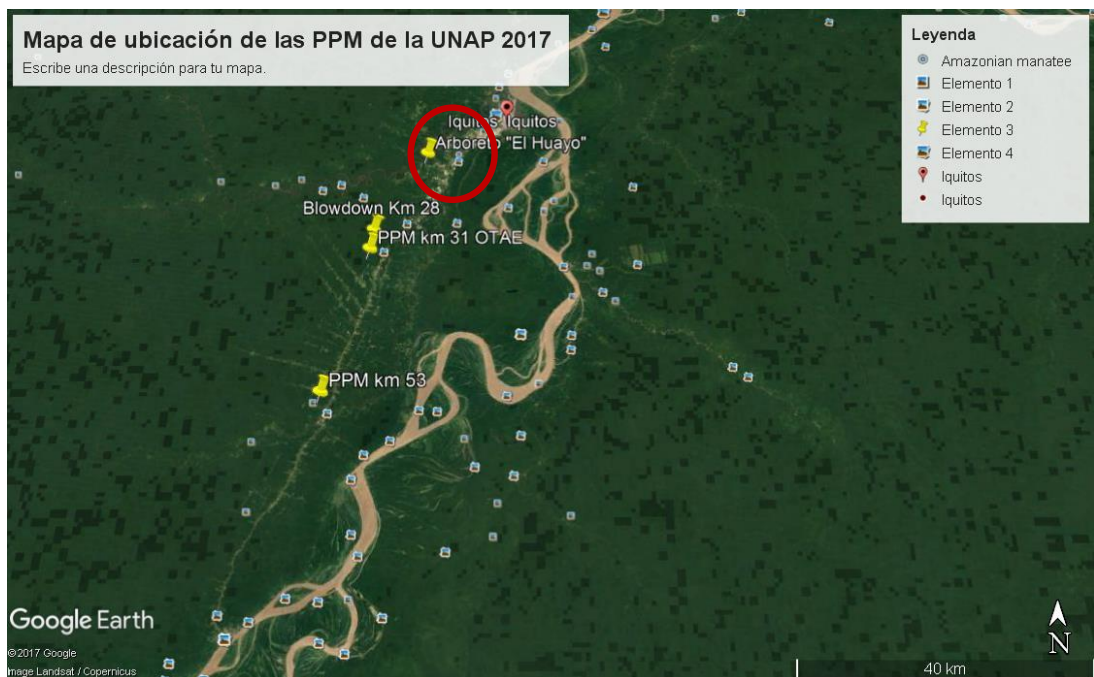 Mapa de ubicación de las PPM de la UNAP 2017
Escribe una descripción para tu mapa.
Leyenda
Amazonian manatee
Elemento 1
Elemento 2
Elemento 3
Elemento 4
Iquitos
Iquitos
Iquitos Iquitos
Arboreto "El Huayo"
Blowdown Km 28
PPM km 31 OTAE
PPM km 53
Google Earth
©2017 Google
Image Landsat / Copernicus
N
40 km